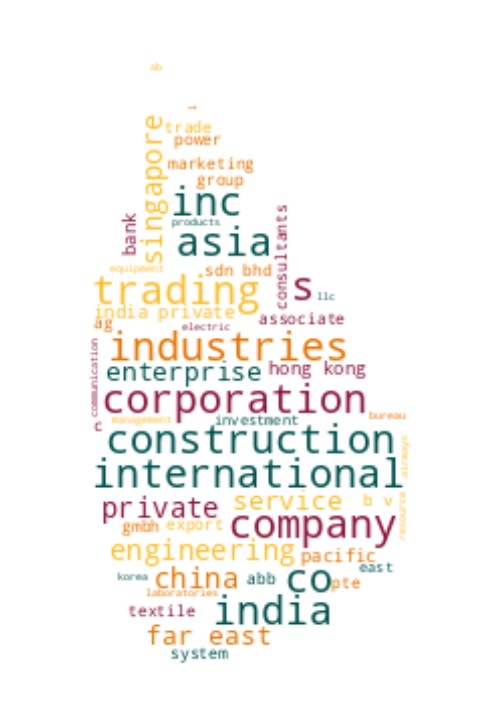 ab
singapore
trade
power
marketing
group
inc
products
bank
asia
consultants
equipment
sdn bhd
trading
s
llc
india private
ag
electric
associate
industries
communication
enterprise
hong kong
corporation
management
investment
bureau
construction
international
airways
resource
private
service
b v
gmbh
export
company
engineering
pacific
east
korea
china
abb
co
pte
laboratories
textile
india
far east
system